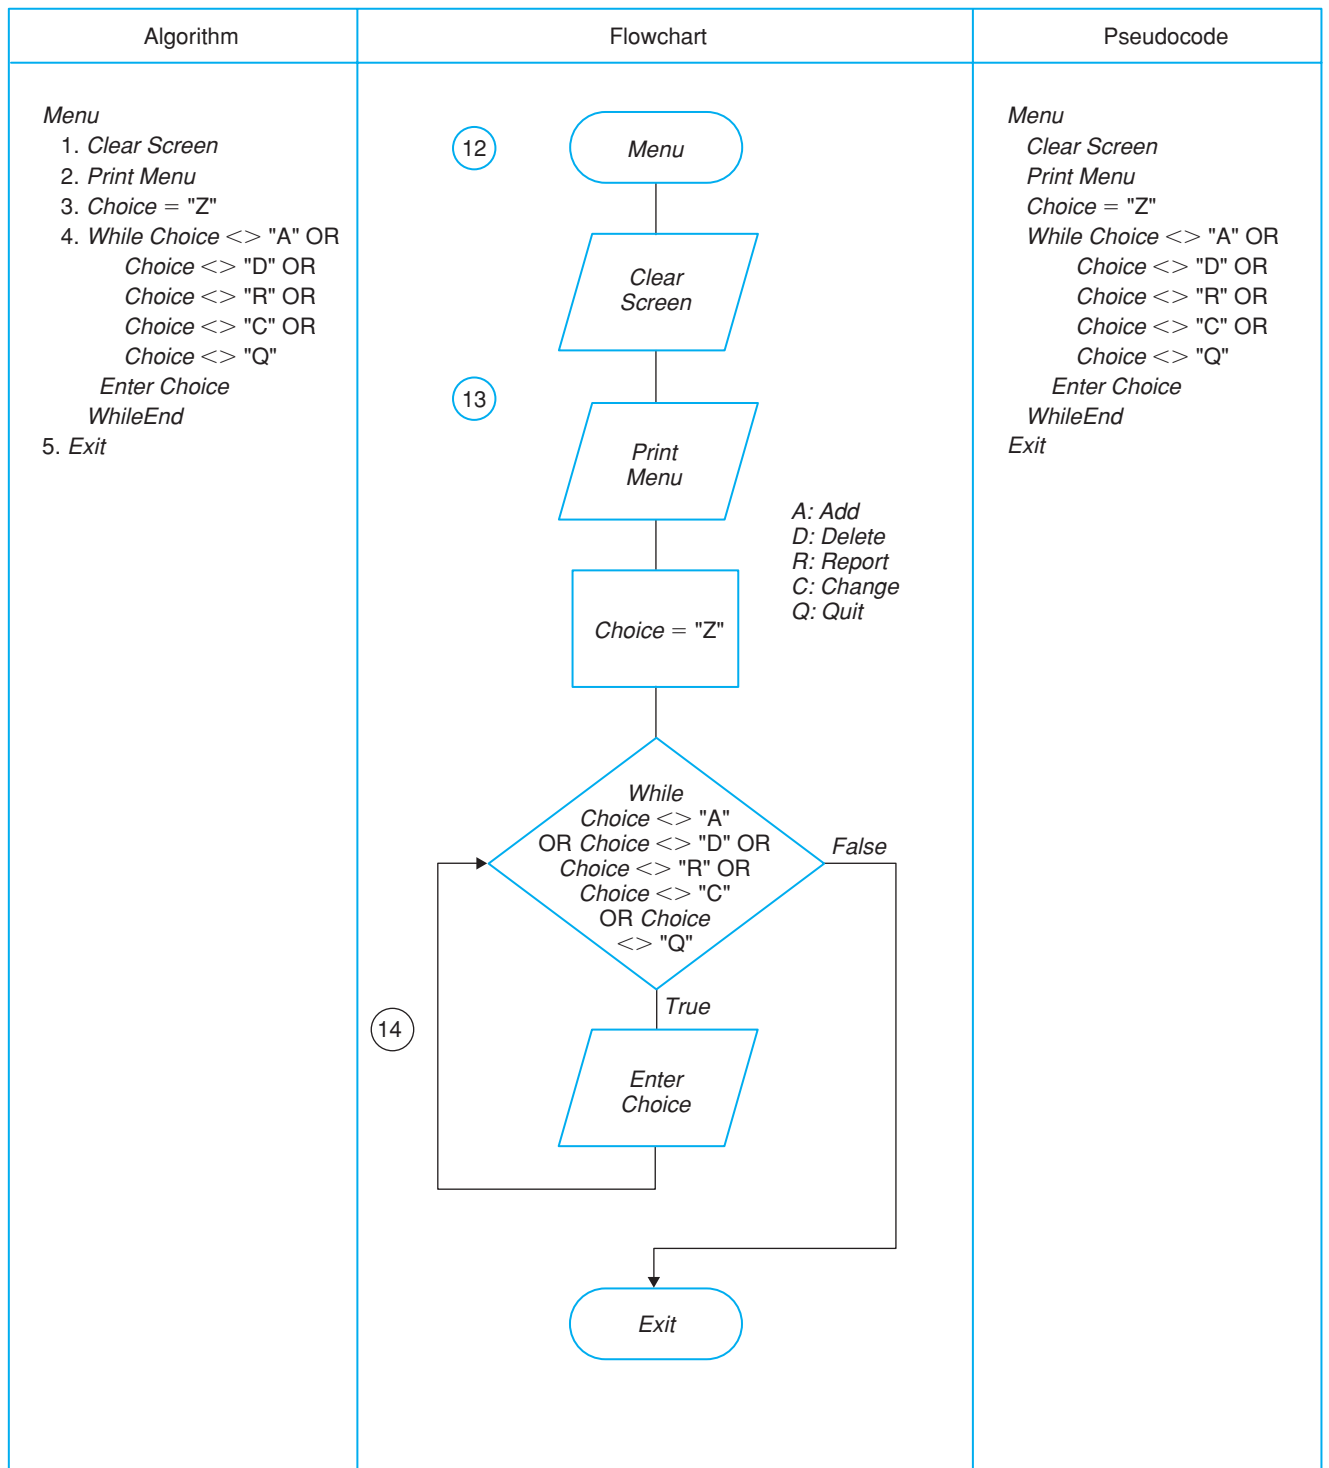 Algorithm
Flowchart
Pseudocode
Menu
1. Clear Screen
2. Print Menu
3. Choice = "Z"
4. While Choice <> "A" OR
Choice <> "D" OR
Choice <> "R" OR
Choice <> "C" OR
Choice <> "Q"
Enter Choice
WhileEnd
5. Exit
12
Menu
Clear
Screen
13
Print
Menu
A: Add
D: Delete
R: Report
C: Change
Q: Quit
Choice = "Z"
While
Choice <> "A"
OR Choice <> "D" OR
Choice <> "R" OR
Choice <> "C"
OR Choice
<> "Q"
False
True
14
Enter
Choice
Exit
Menu
Clear Screen
Print Menu
Choice = "Z"
While Choice <> "A" OR
Choice <> "D" OR
Choice <> "R" OR
Choice <> "C" OR
Choice <> "Q"
Enter Choice
WhileEnd
Exit